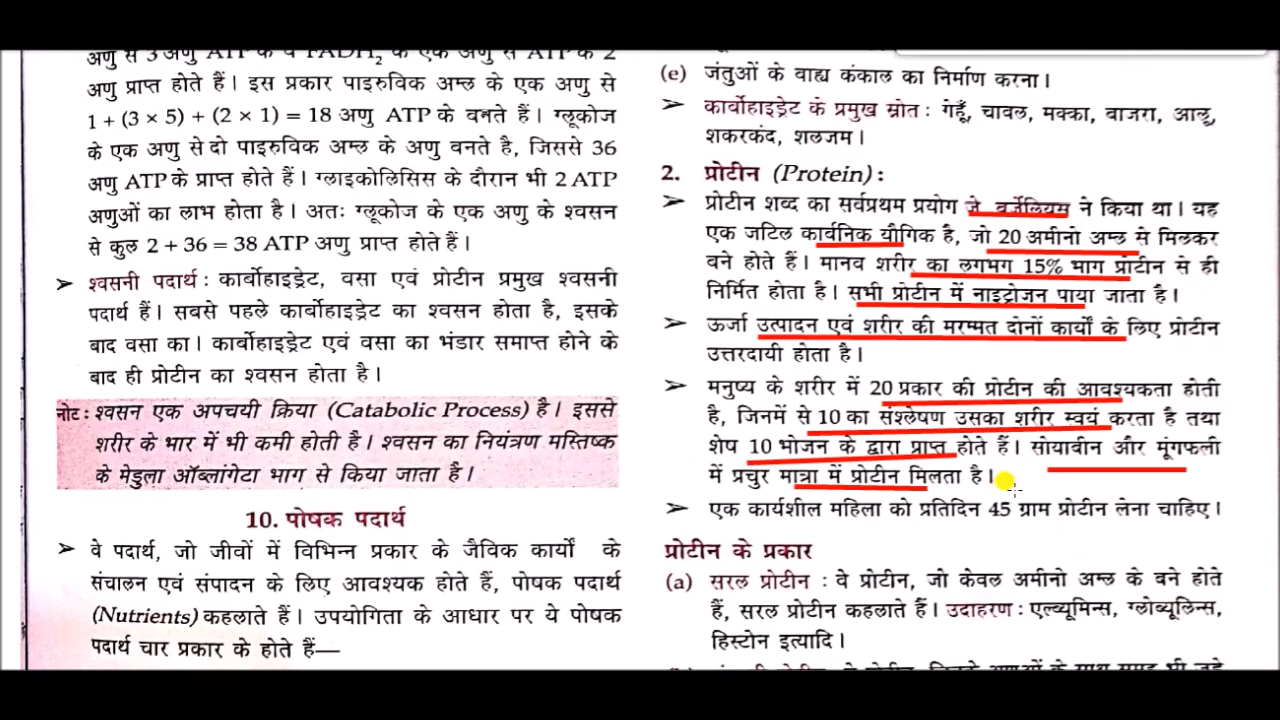 अणु से 3 अणु ATP के व FADH2 के एक अणु से ATP के 2
अणु प्राप्त होते हैं। इस प्रकार पाइरुविक अम्ल के एक अणु से
1 + (3 × 5) + (2 × 1) = 18 अणु ATP के बनते हैं। ग्लूकोज
के एक अणु से दो पाइरुविक अम्ल के अणु बनते है, जिससे 36
अणु ATP के प्राप्त होते हैं। ग्लाइकोलिसिस के दौरान भी 2 ATP
अणुओं का लाभ होता है। अतः ग्लूकोज के एक अणु के श्वसन
से कुल 2 + 36 = 38 ATP अणु प्राप्त होते हैं।
➢ श्वसनी पदार्थ : कार्बोहाइड्रेट, वसा एवं प्रोटीन प्रमुख श्वसनी
पदार्थ हैं। सबसे पहले कार्बोहाइड्रेट का श्वसन होता है, इसके
बाद वसा का। कार्बोहाइड्रेट एवं वसा का भंडार समाप्त होने के
बाद ही प्रोटीन का श्वसन होता है।
नोट: श्वसन एक अपचयी क्रिया (Catabolic Process) है। इससे
शरीर के भार में भी कमी होती है। श्वसन का नियंत्रण मस्तिष्क
के मेडुला ऑब्लांगेटा भाग से किया जाता है।
10. पोषक पदार्थ
➢ वे पदार्थ, जो जीवों में विभिन्न प्रकार के जैविक कार्यों के
संचालन एवं संपादन के लिए आवश्यक होते हैं, पोषक पदार्थ
(Nutrients) कहलाते हैं। उपयोगिता के आधार पर ये पोषक
पदार्थ चार प्रकार के होते हैं—
(e) जंतुओं के वाह्य कंकाल का निर्माण करना।
➢ कार्बोहाइड्रेट के प्रमुख स्रोत : गेहूँ, चावल, मक्का, बाजरा, आलू,
शकरकंद, शलजम।
2. प्रोटीन (Protein) :
➢ प्रोटीन शब्द का सर्वप्रथम प्रयोग जे. बर्जेलियम ने किया था। यह
एक जटिल कार्बनिक यौगिक है, जो 20 अमीनो अम्ल से मिलकर
बने होते हैं। मानव शरीर का लगभग 15% भाग प्रोटीन से ही
निर्मित होता है। सभी प्रोटीन में नाइट्रोजन पाया जाता है।
➢ ऊर्जा उत्पादन एवं शरीर की मरम्मत दोनों कार्यों के लिए प्रोटीन
उत्तरदायी होता है।
➢ मनुष्य के शरीर में 20 प्रकार की प्रोटीन की आवश्यकता होती
है, जिनमें से 10 का संश्लेषण उसका शरीर स्वयं करता है तथा
शेष 10 भोजन के द्वारा प्राप्त होते हैं। सोयाबीन और मूंगफली
में प्रचुर मात्रा में प्रोटीन मिलता है।
➢ एक कार्यशील महिला को प्रतिदिन 45 ग्राम प्रोटीन लेना चाहिए।
प्रोटीन के प्रकार
(a) सरल प्रोटीन : वे प्रोटीन, जो केवल अमीनो अम्ल के बने होते
हैं, सरल प्रोटीन कहलाते हैं। उदाहरण : एल्ब्यूमिन्स, ग्लोब्यूलिन्स,
हिस्टोन इत्यादि।